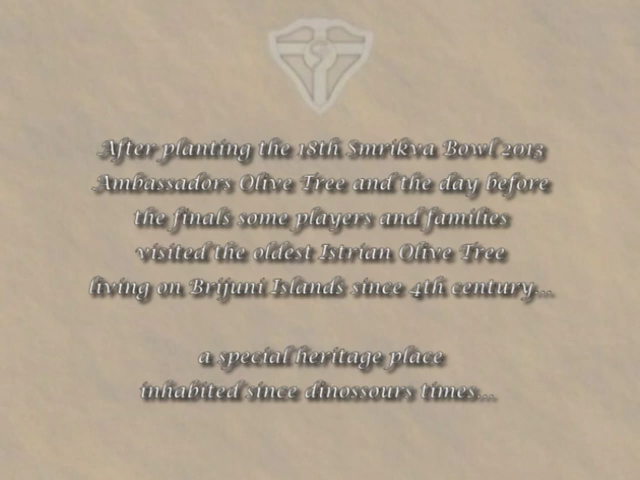 After planting the 18th Smrikva Bowl 2013
Ambassadors Olive Tree and the day before
the finals some players and families
visited the oldest Istrian Olive Tree
living on Brijuni Islands since 4th century...
a special heritage place
inhabited since dinossours times...